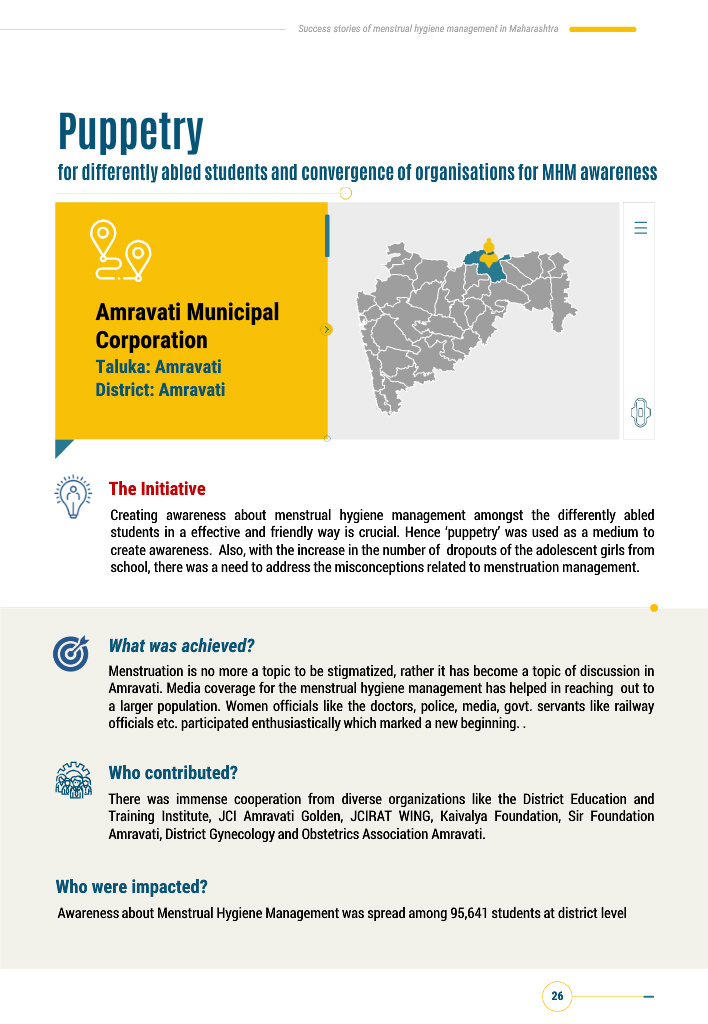 Success stories of menstrual hygiene management in Maharashtra
Puppetry
for differently abled students and convergence of organisations for MHM awareness
Amravati Municipal
Corporation
Taluka: Amravati
District: Amravati
The Initiative
Creating awareness about menstrual hygiene management amongst the differently abled
students in a effective and friendly way is crucial. Hence ‘puppetry’ was used as a medium to
create awareness. Also, with the increase in the number of dropouts of the adolescent girls from
school, there was a need to address the misconceptions related to menstruation management.
What was achieved?
Menstruation is no more a topic to be stigmatized, rather it has become a topic of discussion in
Amravati. Media coverage for the menstrual hygiene management has helped in reaching out to
a larger population. Women officials like the doctors, police, media, govt. servants like railway
officials etc. participated enthusiastically which marked a new beginning. .
Who contributed?
There was immense cooperation from diverse organizations like the District Education and
Training Institute, JCI Amravati Golden, JCIRAT WING, Kaivalya Foundation, Sir Foundation
Amravati, District Gynecology and Obstetrics Association Amravati.
Who were impacted?
Awareness about Menstrual Hygiene Management was spread among 95,641 students at district level
26